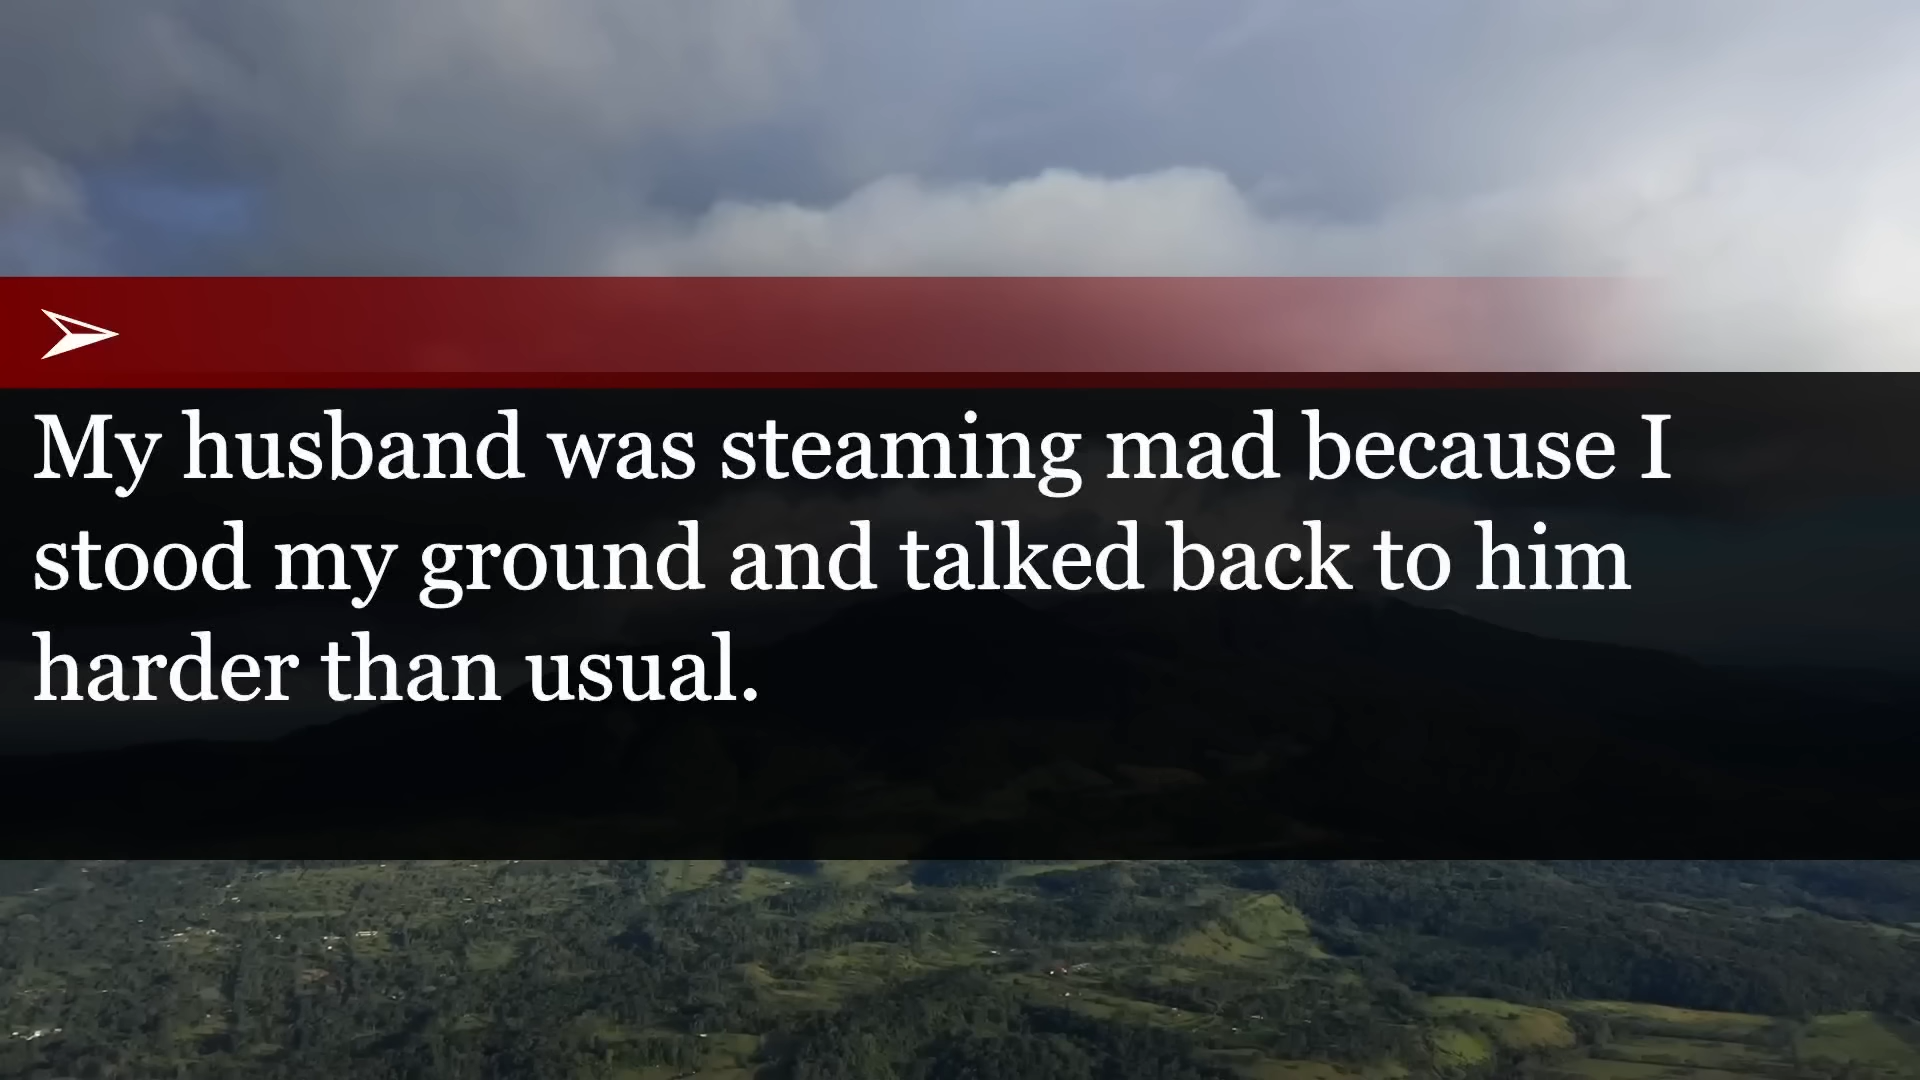 My husband was steaming mad because I
stood my ground and talked back to him
harder than usual.